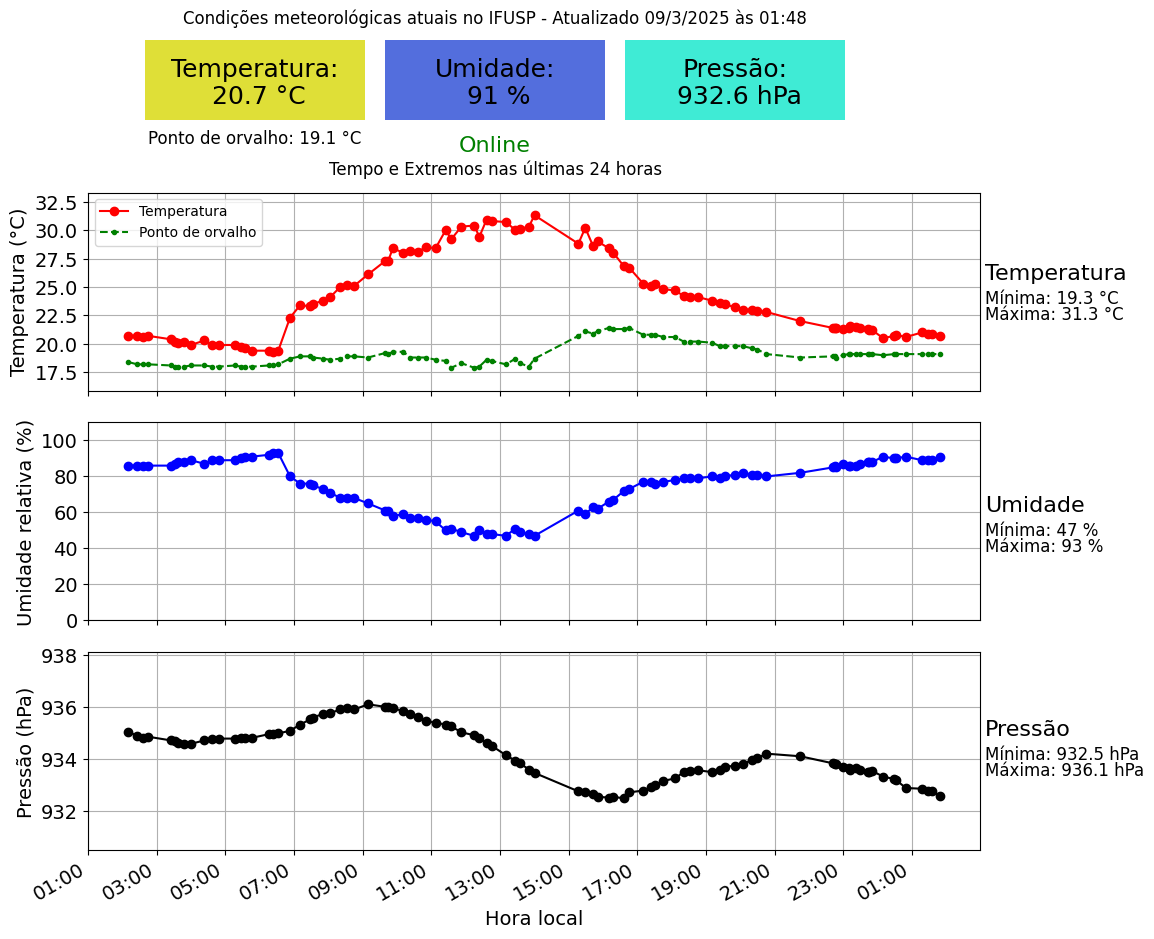 Condições meteorológicas atuais no IFUSP - Atualizado 09/3/2025 às 01:48
Temperatura:
20.7 °C
Umidade:
91 %
Pressão:
932.6 hPa
Ponto de orvalho: 19.1 °C
Online
Tempo e Extremos nas últimas 24 horas
Temperatura (°C)
32.5
30.0
27.5
25.0
22.5
20.0
17.5
Temperatura
Ponto de orvalho
Temperatura
Mínima: 19.3 °C
Máxima: 31.3 °C
Umidade relativa (%)
100
80
60
40
20
0
Umidade
Mínima: 47 %
Máxima: 93 %
Pressão (hPa)
938
936
934
932
Pressão
Mínima: 932.5 hPa
Máxima: 936.1 hPa
01:00
03:00
05:00
07:00
09:00
11:00
13:00
15:00
17:00
19:00
21:00
23:00
01:00
Hora local